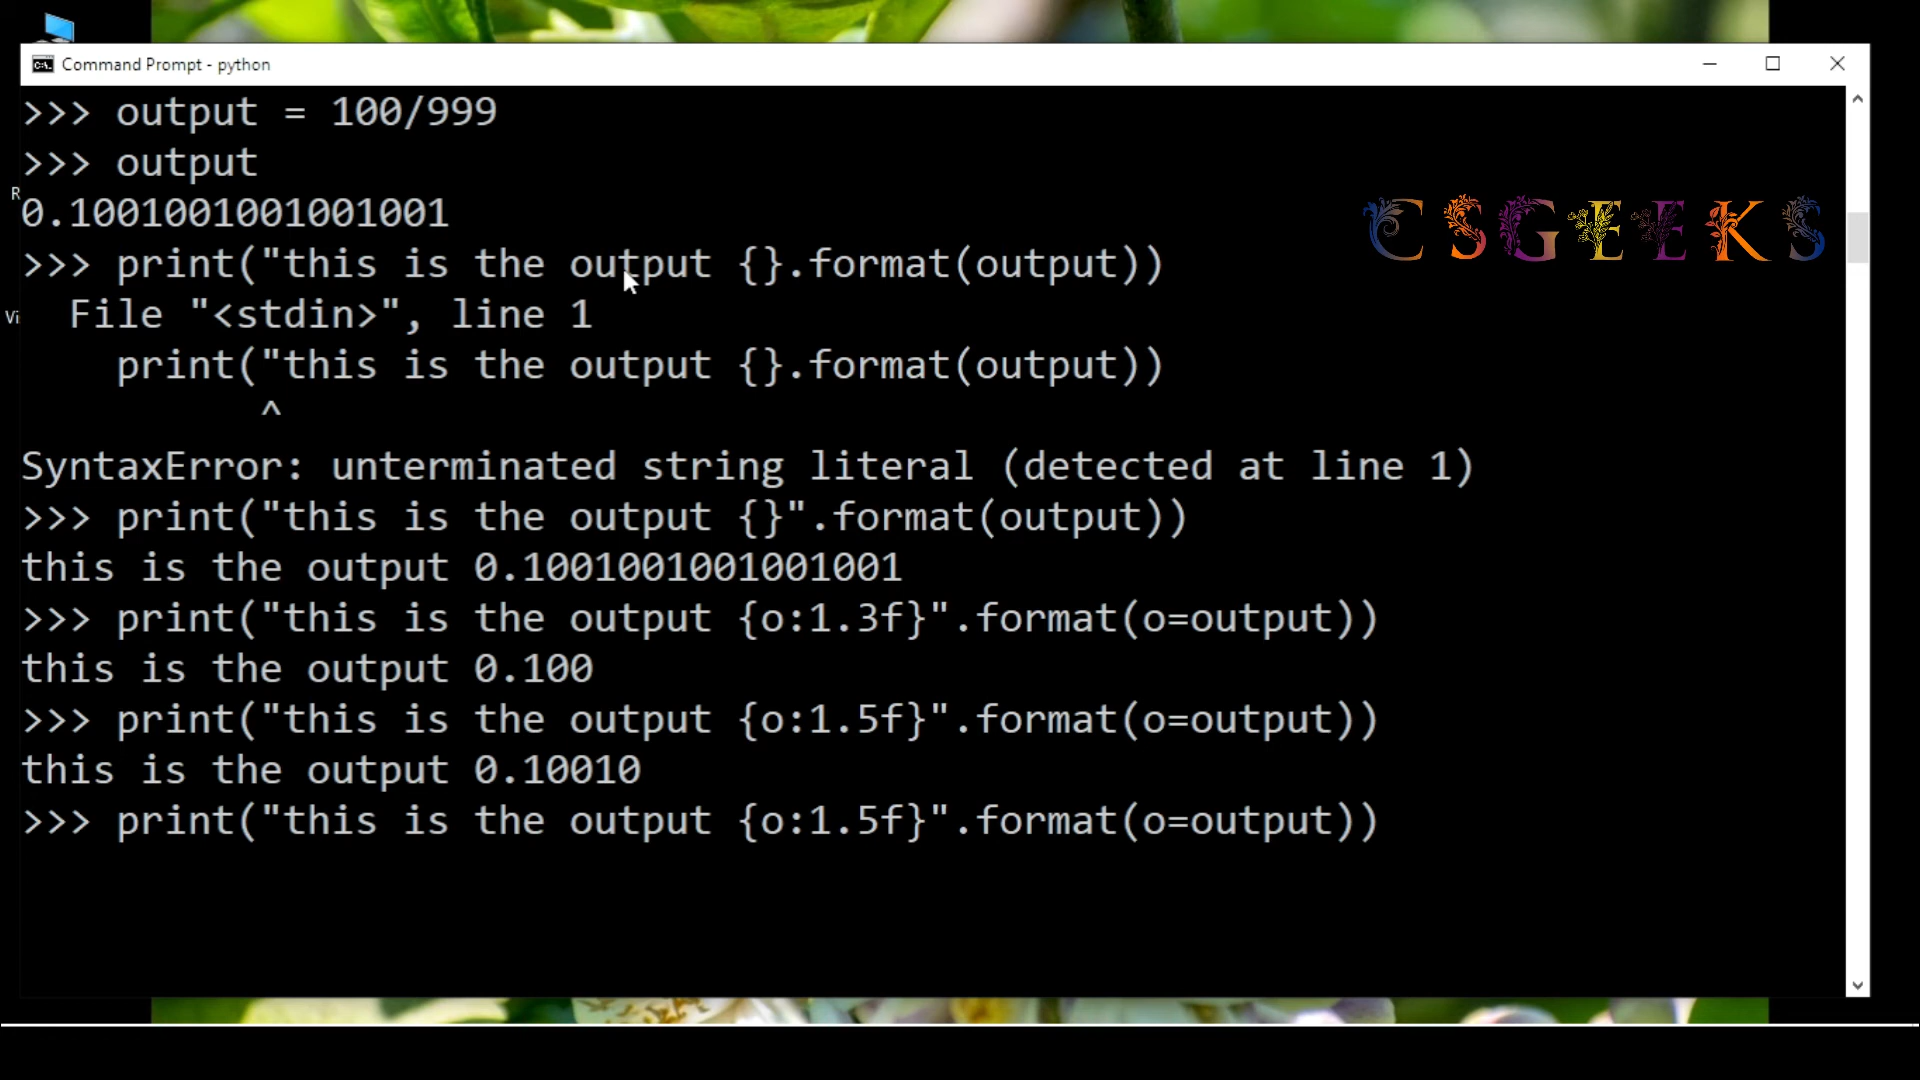 Command Prompt - python
>>> output = 100/999
>>> output
R
0.1001001001001001
CSGEEKS
>>> print("this is the output {}.format(output))
Vi
  File "<stdin>", line 1
    print("this is the output {}.format(output))
          ^
SyntaxError: unterminated string literal (detected at line 1)
>>> print("this is the output {}".format(output))
this is the output 0.1001001001001001
>>> print("this is the output {o:1.3f}".format(o=output))
this is the output 0.100
>>> print("this is the output {o:1.5f}".format(o=output))
this is the output 0.10010
>>> print("this is the output {o:1.5f}".format(o=output))